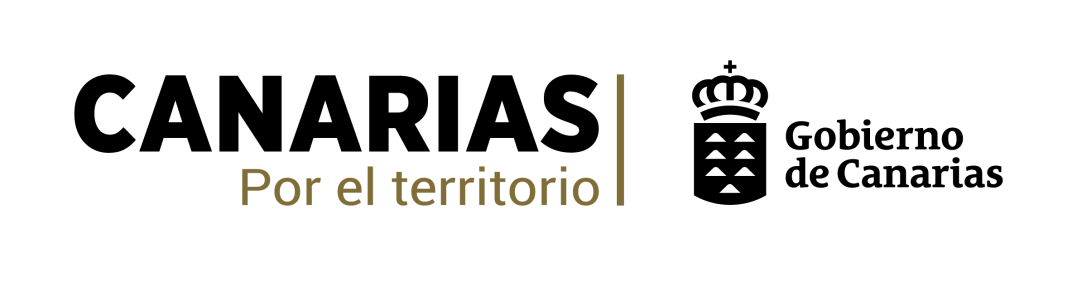 CANARIAS
Por el territorio
Gobierno
de Canarias